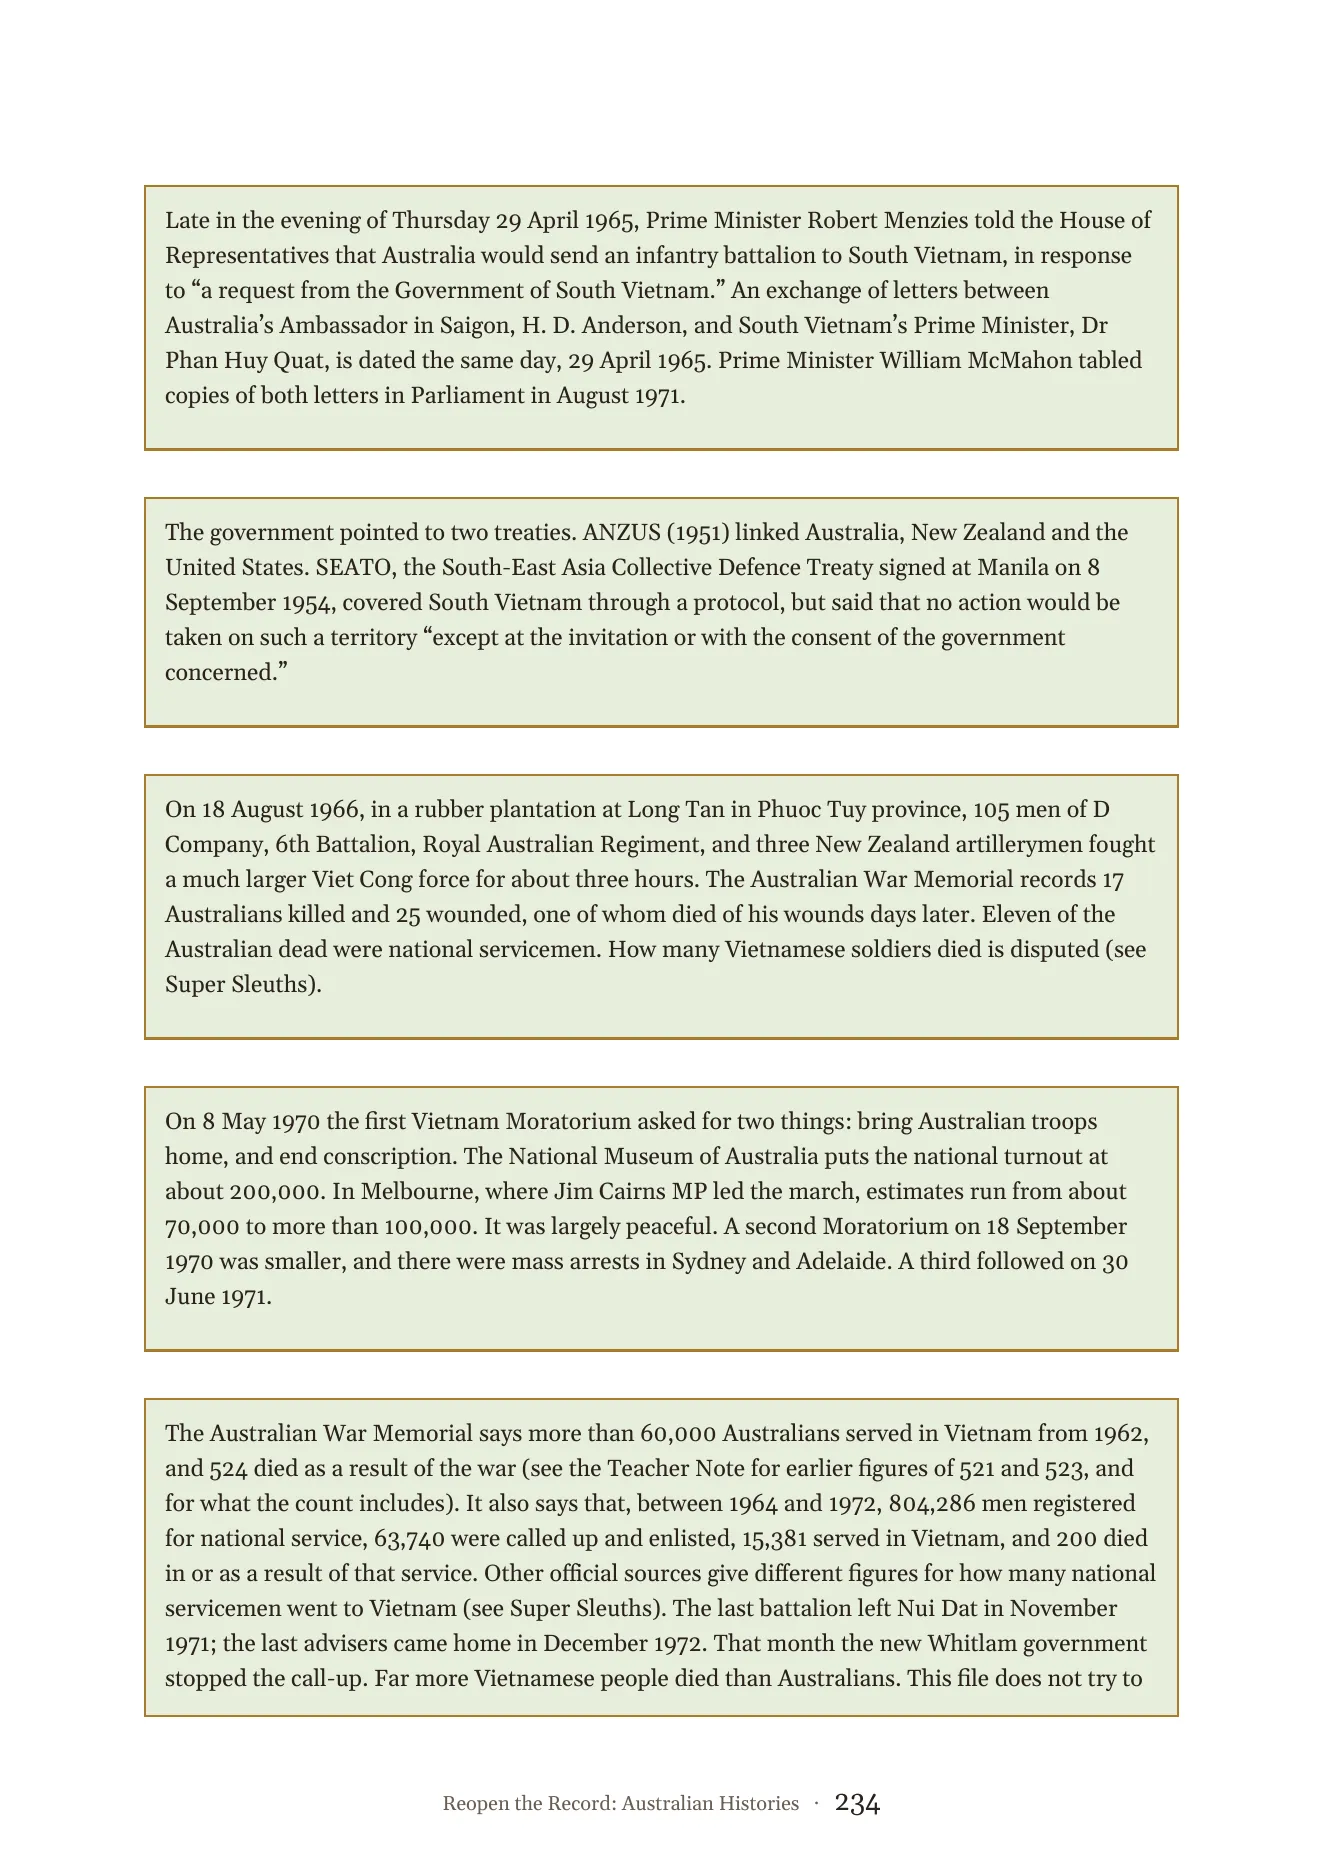 Late in the evening of Thursday 29 April 1965, Prime Minister Robert Menzies told the House of
Representatives that Australia would send an infantry battalion to South Vietnam, in response
to “a request from the Government of South Vietnam.” An exchange of letters between
Australia’s Ambassador in Saigon, H. D. Anderson, and South Vietnam’s Prime Minister, Dr
Phan Huy Quat, is dated the same day, 29 April 1965. Prime Minister William McMahon tabled
copies of both letters in Parliament in August 1971.
The government pointed to two treaties. ANZUS (1951) linked Australia, New Zealand and the
United States. SEATO, the South-East Asia Collective Defence Treaty signed at Manila on 8
September 1954, covered South Vietnam through a protocol, but said that no action would be
taken on such a territory “except at the invitation or with the consent of the government
concerned.”
On 18 August 1966, in a rubber plantation at Long Tan in Phuoc Tuy province, 105 men of D
Company, 6th Battalion, Royal Australian Regiment, and three New Zealand artillerymen fought
a much larger Viet Cong force for about three hours. The Australian War Memorial records 17
Australians killed and 25 wounded, one of whom died of his wounds days later. Eleven of the
Australian dead were national servicemen. How many Vietnamese soldiers died is disputed (see
Super Sleuths).
On 8 May 1970 the first Vietnam Moratorium asked for two things: bring Australian troops
home, and end conscription. The National Museum of Australia puts the national turnout at
about 200,000. In Melbourne, where Jim Cairns MP led the march, estimates run from about
70,000 to more than 100,000. It was largely peaceful. A second Moratorium on 18 September
1970 was smaller, and there were mass arrests in Sydney and Adelaide. A third followed on 30
June 1971.
The Australian War Memorial says more than 60,000 Australians served in Vietnam from 1962,
and 524 died as a result of the war (see the Teacher Note for earlier figures of 521 and 523, and
for what the count includes). It also says that, between 1964 and 1972, 804,286 men registered
for national service, 63,740 were called up and enlisted, 15,381 served in Vietnam, and 200 died
in or as a result of that service. Other official sources give different figures for how many national
servicemen went to Vietnam (see Super Sleuths). The last battalion left Nui Dat in November
1971; the last advisers came home in December 1972. That month the new Whitlam government
stopped the call-up. Far more Vietnamese people died than Australians. This file does not try to
Reopen the Record: Australian Histories · 234